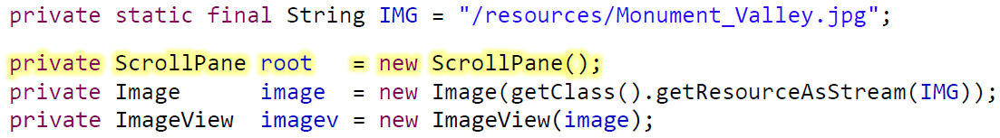 private static final String IMG = "/resources/Monument_Valley.jpg";
private ScrollPane root   = new ScrollPane();
private Image      image  = new Image(getClass().getResourceAsStream(IMG));
private ImageView  imagev = new ImageView(image);